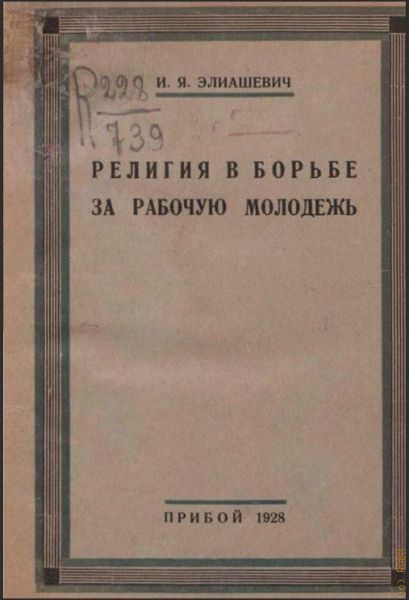 И. Я. ЭЛИАШЕВИЧ
R 228
739
РЕЛИГИЯ В БОРЬБЕ
ЗА РАБОЧУЮ МОЛОДЕЖЬ
ПРИБОЙ 1928